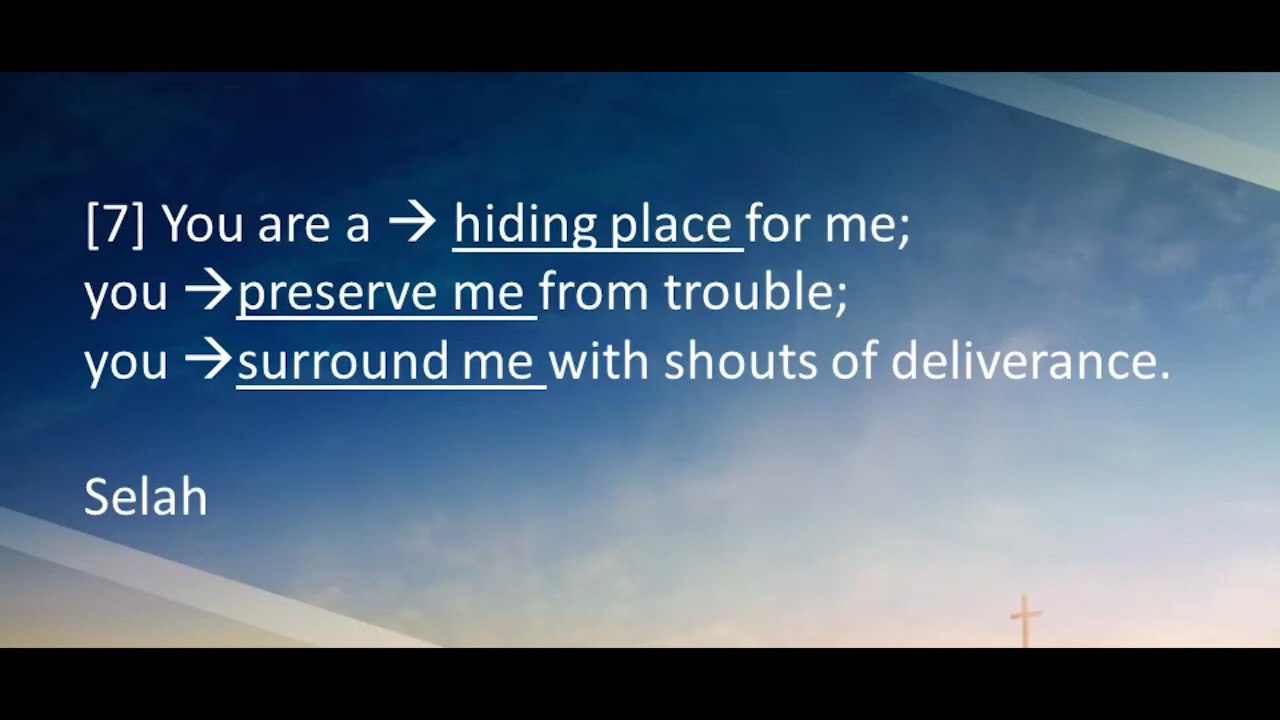 [7] You are a → hiding place for me;
you →preserve me from trouble;
you →surround me with shouts of deliverance.
Selah